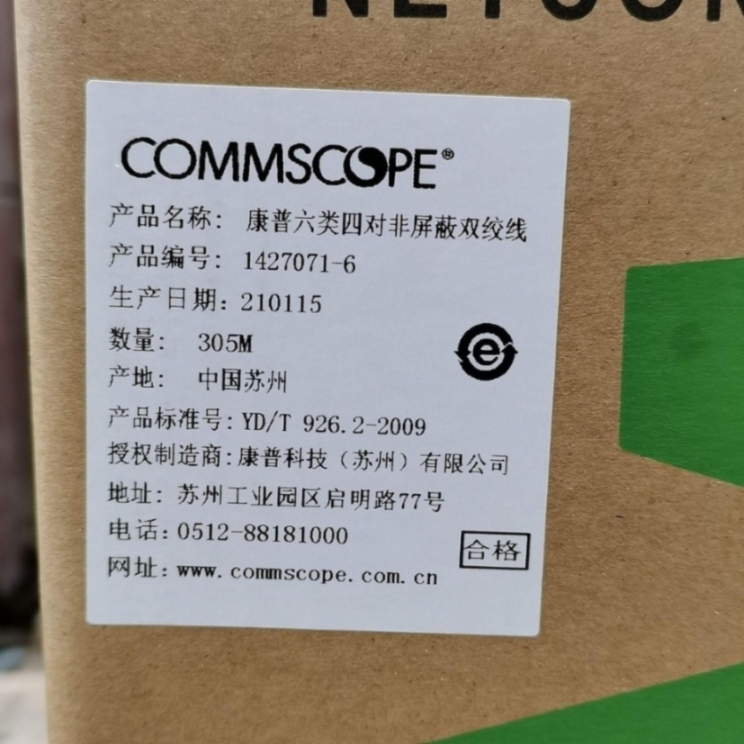 COMMSCOPE®
产品名称: 康普六类四对非屏蔽双绞线
产品编号: 1427071-6
生产日期: 210115
数量: 305M
产地: 中国苏州
产品标准号: YD/T 926.2-2009
授权制造商: 康普科技（苏州）有限公司
地址: 苏州工业园区启明路77号
电话: 0512-88181000
合格
网址: www.commscope.com.cn